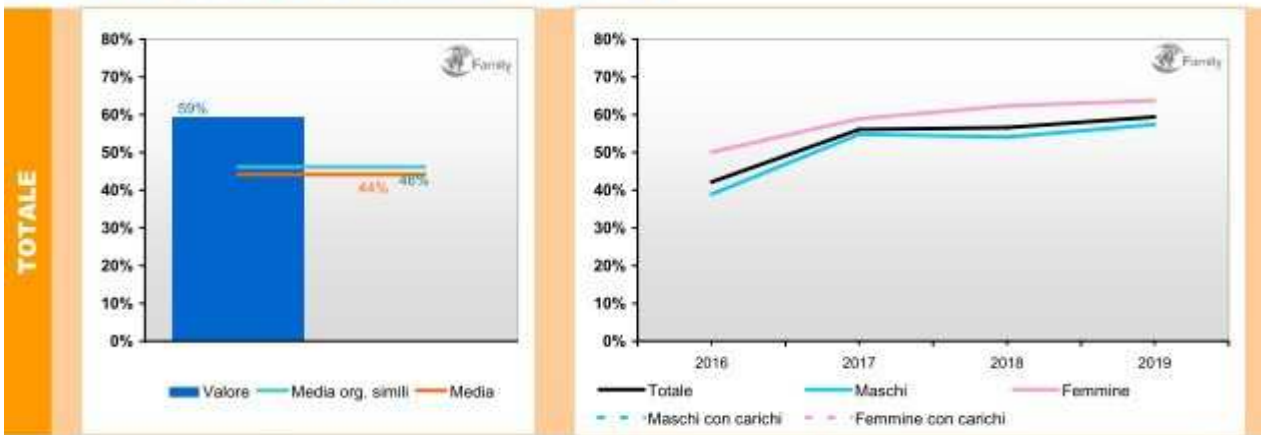 TOTALE
80%
70%
60%
50%
40%
30%
20%
10%
0%
59%
44%
46%
Family
Valore
Media org. simili
Media
80%
70%
60%
50%
40%
30%
20%
10%
0%
Family
2016
2017
2018
2019
Totale
Maschi
Femmine
Maschi con carichi
Femmine con carichi